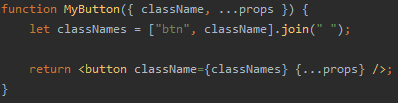 function MyButton({ className, ...props }) {
    let classNames = ["btn", className].join(" ");

    return <button className={classNames} {...props} />;
}